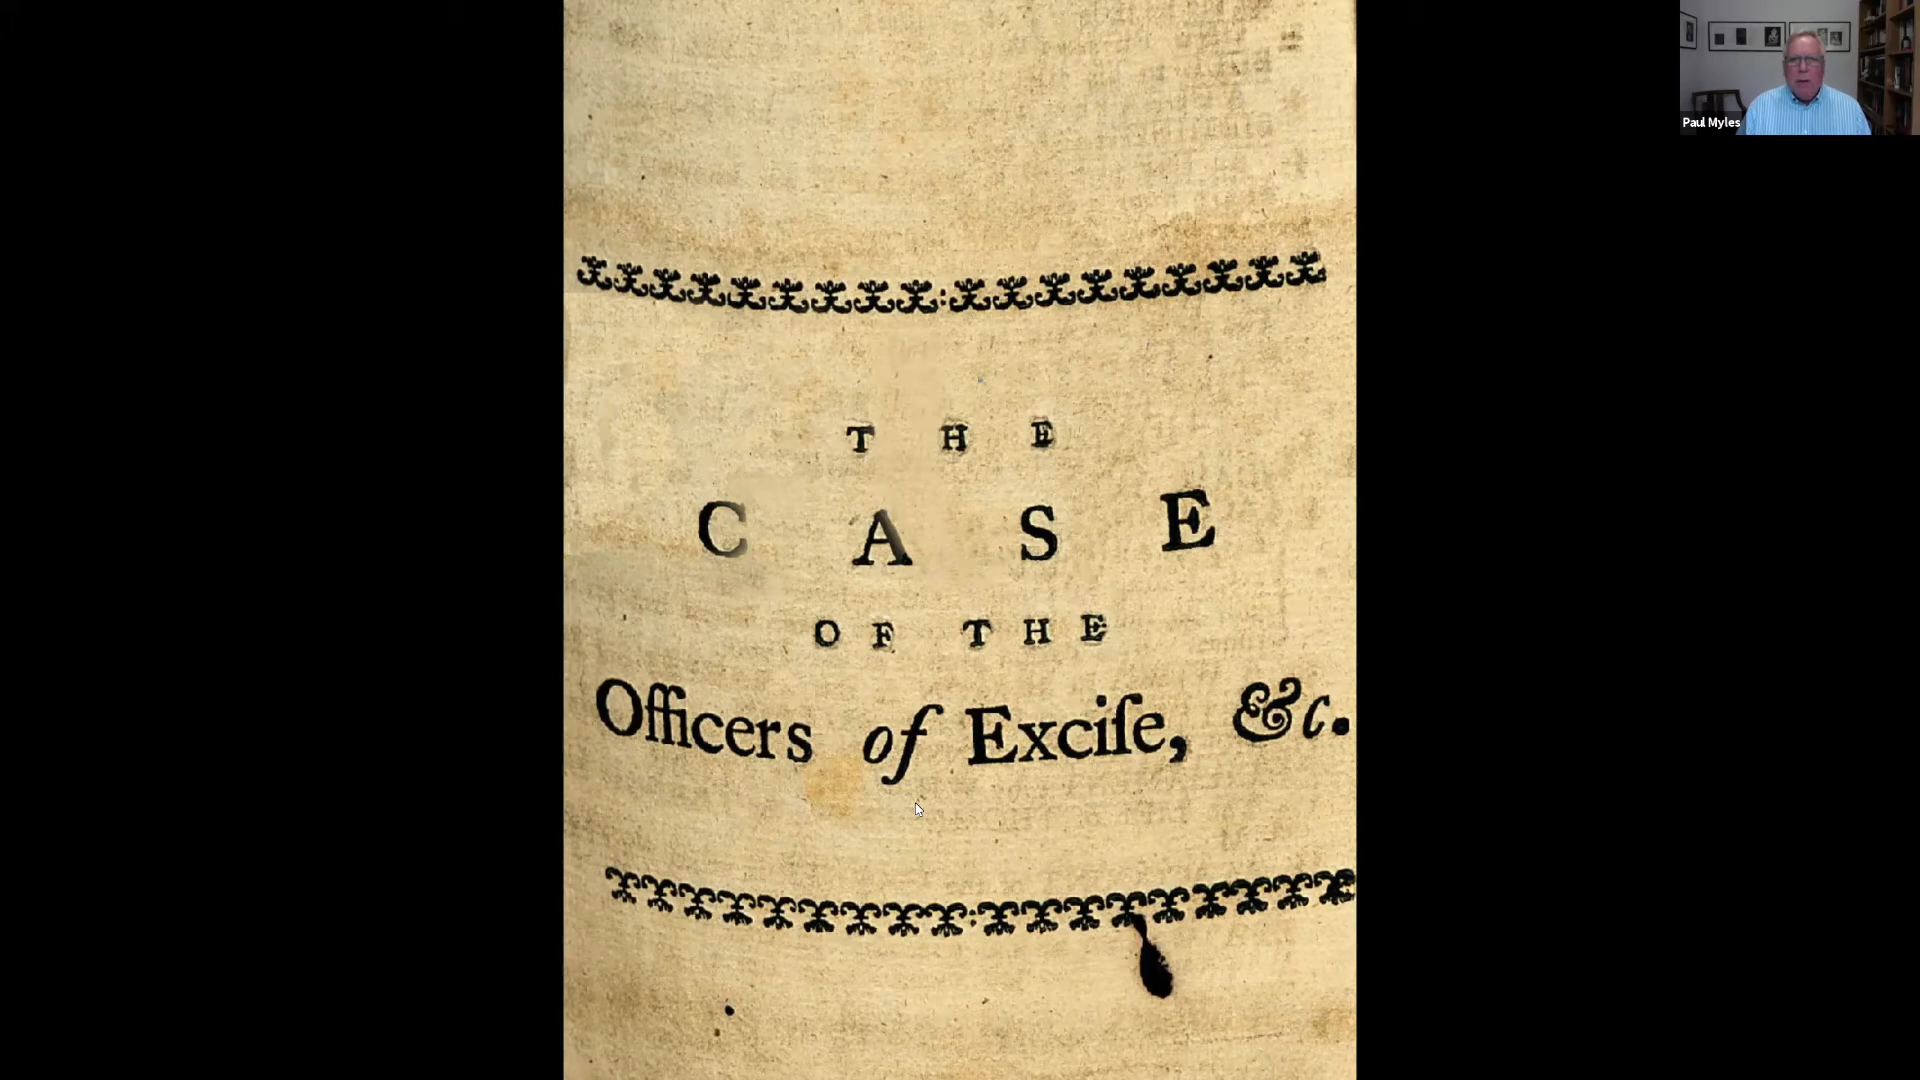 THE
CASE
OF THE
Officers of Exciſe, &c.
Paul Myles